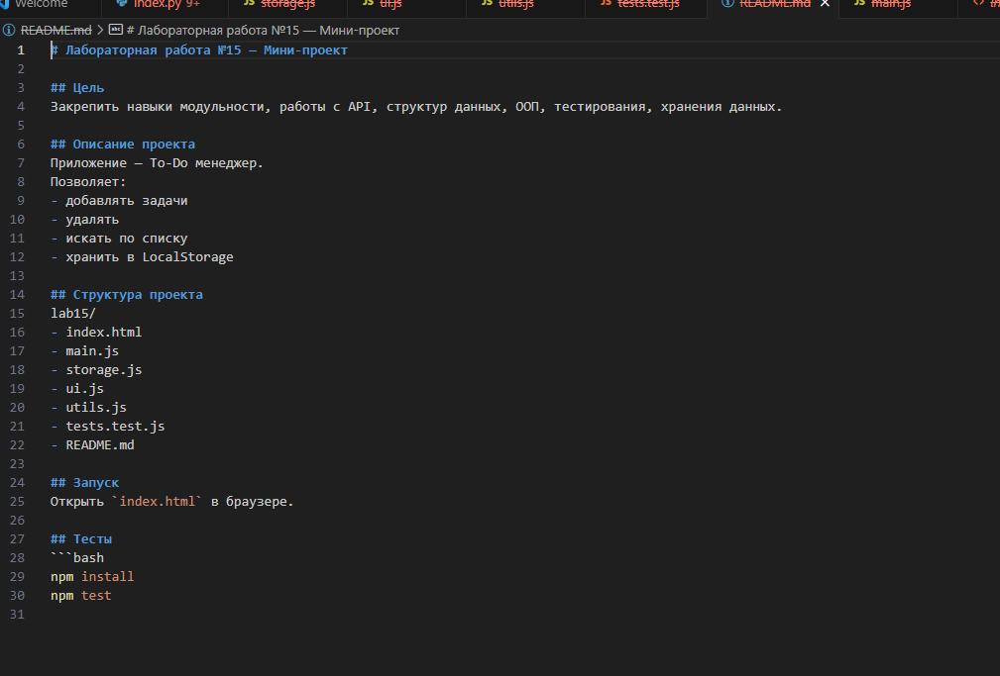 Welcome index.py 9+ storage.js ui.js utils.js tests.test.js README.md main.js
README.md > # Лабораторная работа №15 — Мини-проект
1 # Лабораторная работа №15 — Мини-проект
2
3 ## Цель
4 Закрепить навыки модульности, работы с API, структур данных, ООП, тестирования, хранения данных.
5
6 ## Описание проекта
7 Приложение — To-Do менеджер.
8 Позволяет:
9 - добавлять задачи
10 - удалять
11 - искать по списку
12 - хранить в LocalStorage
13
14 ## Структура проекта
15 lab15/
16 - index.html
17 - main.js
18 - storage.js
19 - ui.js
20 - utils.js
21 - tests.test.js
22 - README.md
23
24 ## Запуск
25 Открыть `index.html` в браузере.
26
27 ## Тесты
28 ```bash
29 npm install
30 npm test
31